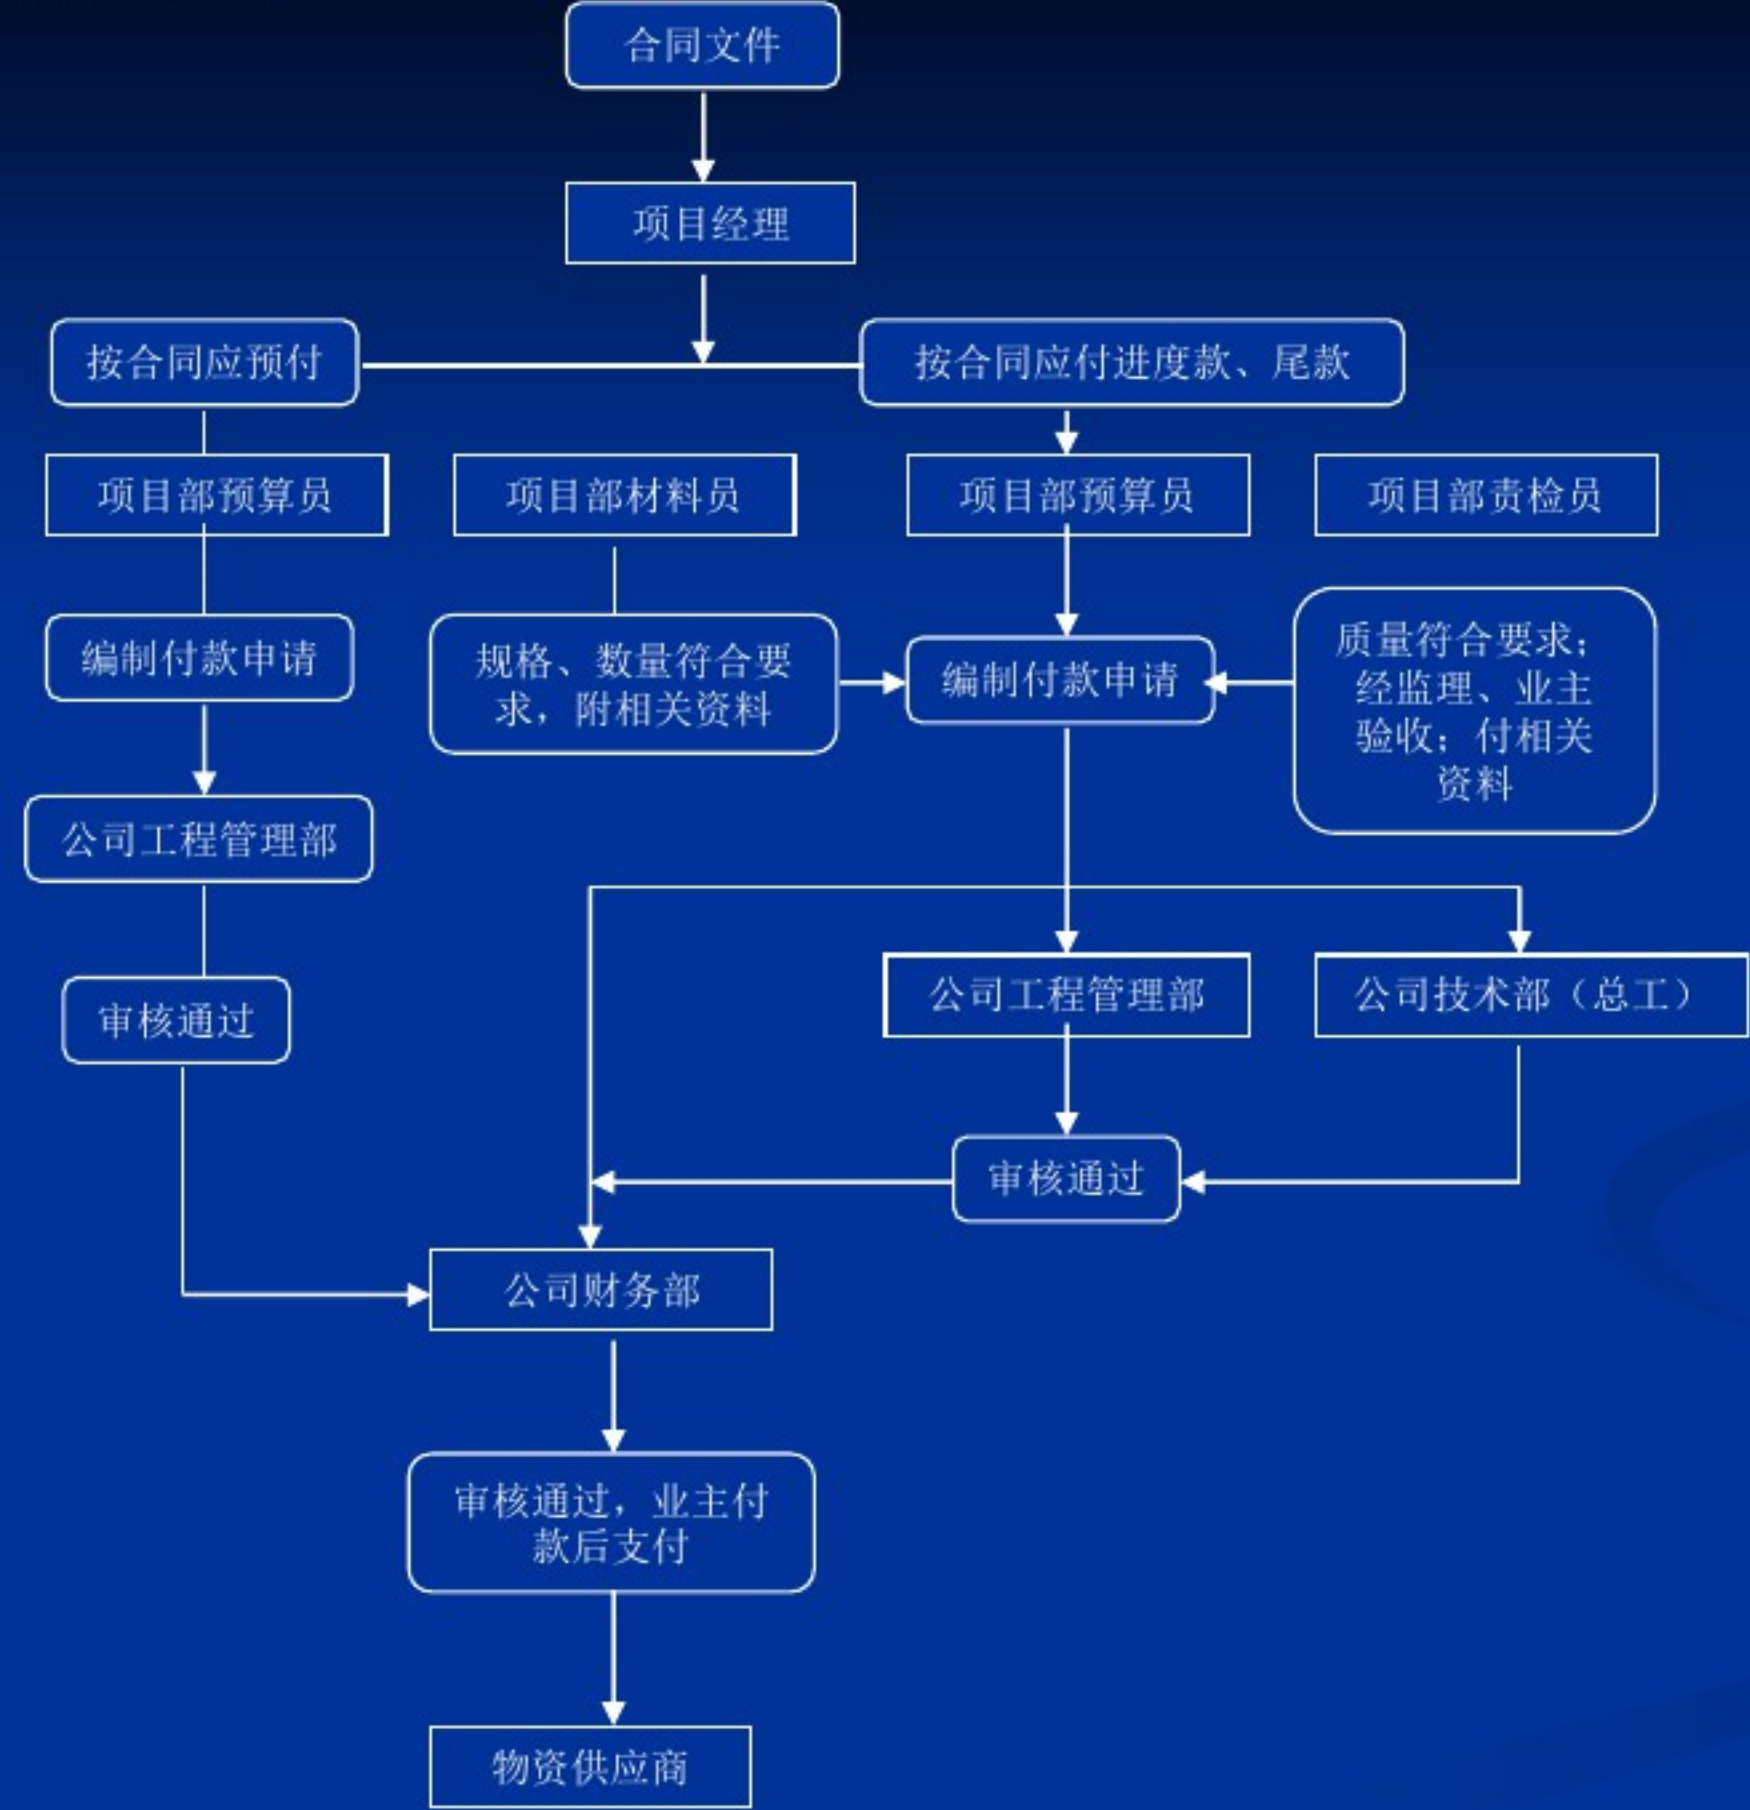 合同文件
项目经理
按合同应预付
按合同应付进度款、尾款
项目部预算员
项目部材料员
项目部预算员
项目部责检员
编制付款申请
规格、数量符合要
求，附相关资料
编制付款申请
质量符合要求；
经监理、业主
验收；付相关
资料
公司工程管理部
公司工程管理部
公司技术部（总工）
审核通过
审核通过
公司财务部
审核通过，业主付
款后支付
物资供应商